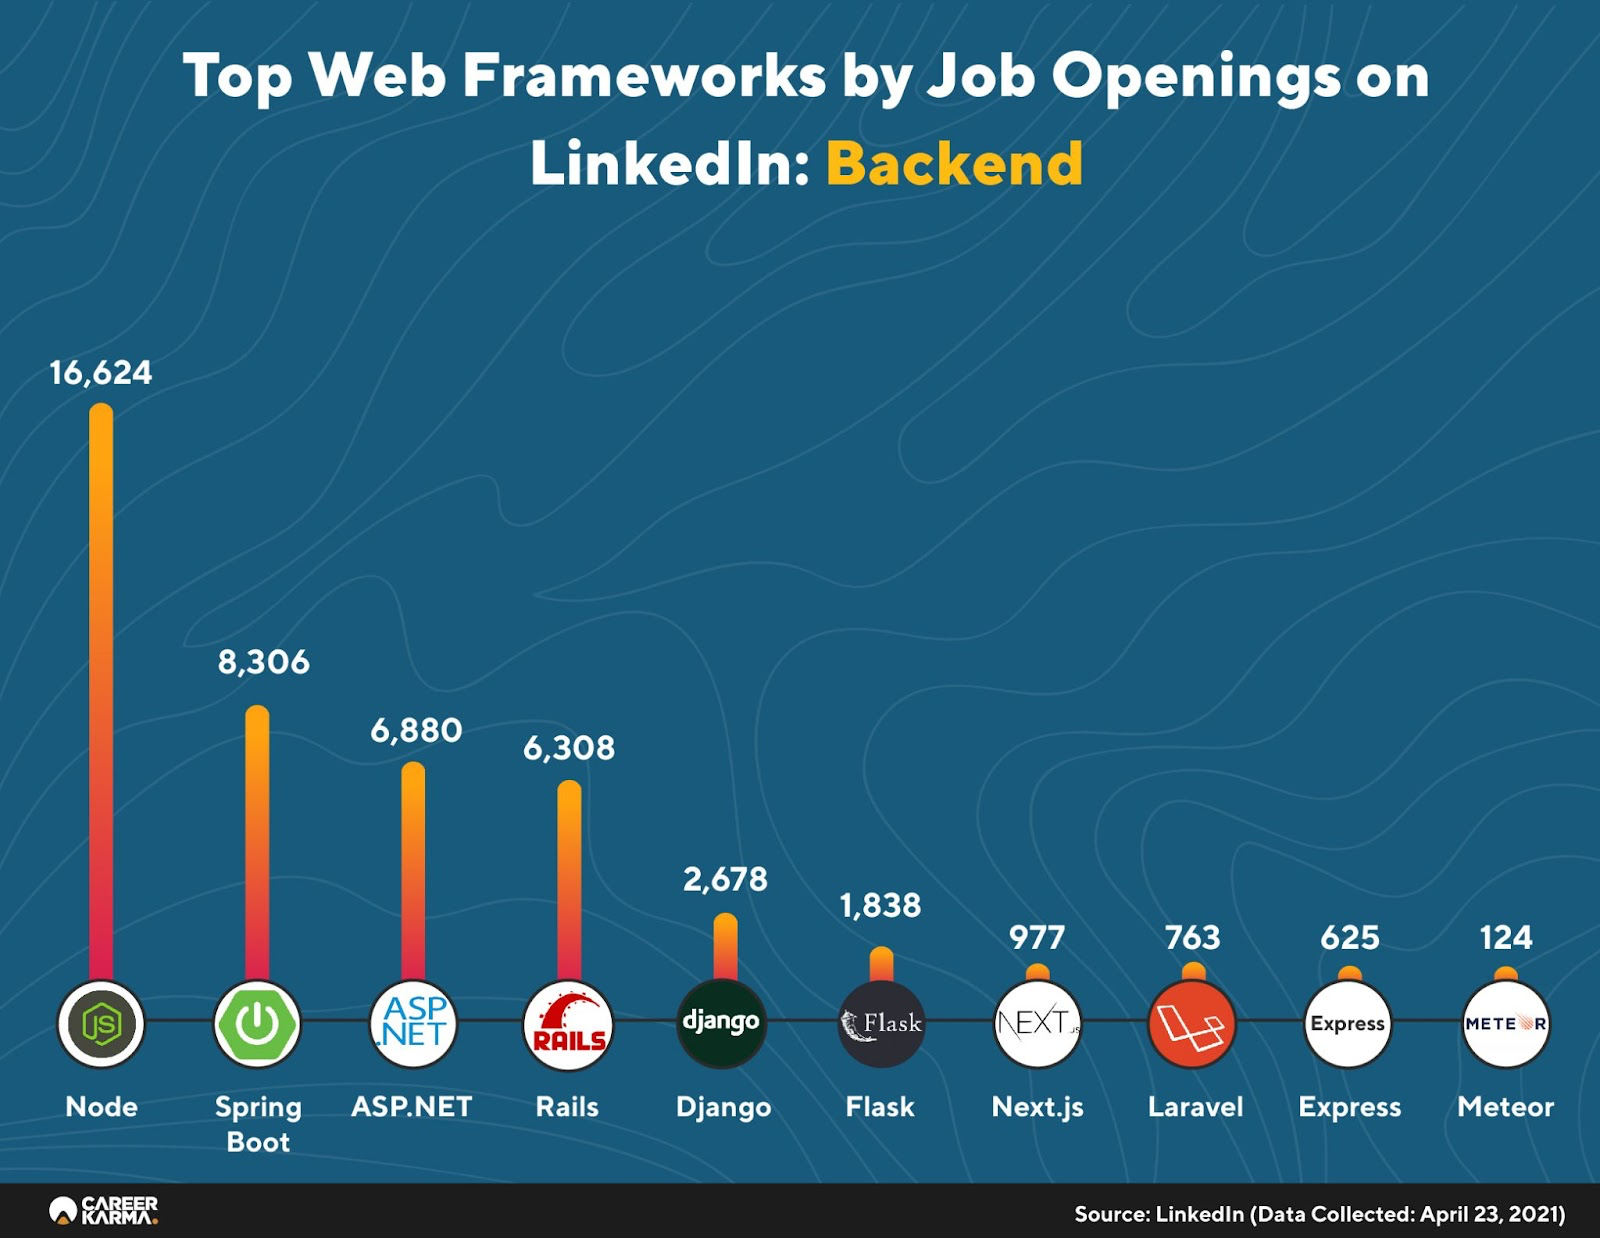 Top Web Frameworks by Job Openings on
LinkedIn: Backend
16,624
8,306
6,880
6,308
2,678
1,838
977
763
625
124
JS
ASP
.NET
RAILS
django
Flask
NEXT.JS
Express
METEOR
Node
Spring
Boot
ASP.NET
Rails
Django
Flask
Next.js
Laravel
Express
Meteor
CAREER
KARMA.
Source: LinkedIn (Data Collected: April 23, 2021)